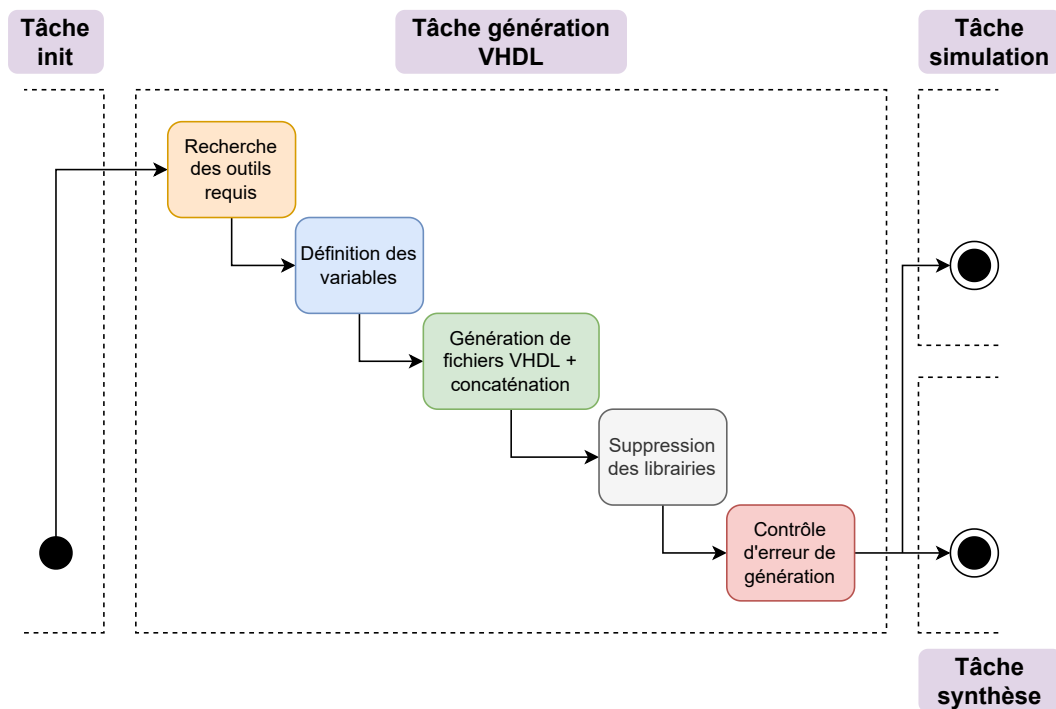 Tâche
init
Tâche génération
VHDL
Tâche
simulation
Recherche
des outils
requis
Définition des
variables
Génération de
fichiers VHDL +
concaténation
Suppression
des librairies
Contrôle
d'erreur de
génération
Tâche
synthèse